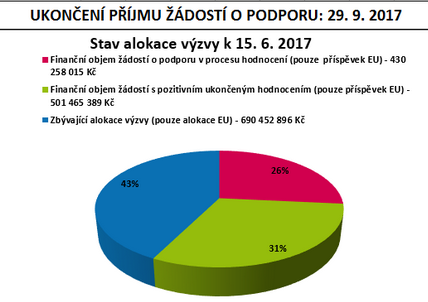 UKONČENÍ PŘÍJMU ŽÁDOSTÍ O PODPORU: 29. 9. 2017
Stav alokace výzvy k 15. 6. 2017
Finanční objem žádostí o podporu v procesu hodnocení (pouze příspěvek EU) - 430
258 015 Kč
Finanční objem žádostí s pozitivním ukončeným hodnocením (pouze příspěvek EU) -
501 465 389 Kč
Zbývající alokace výzvy (pouze alokace EU) - 690 452 896 Kč
26%
43%
31%